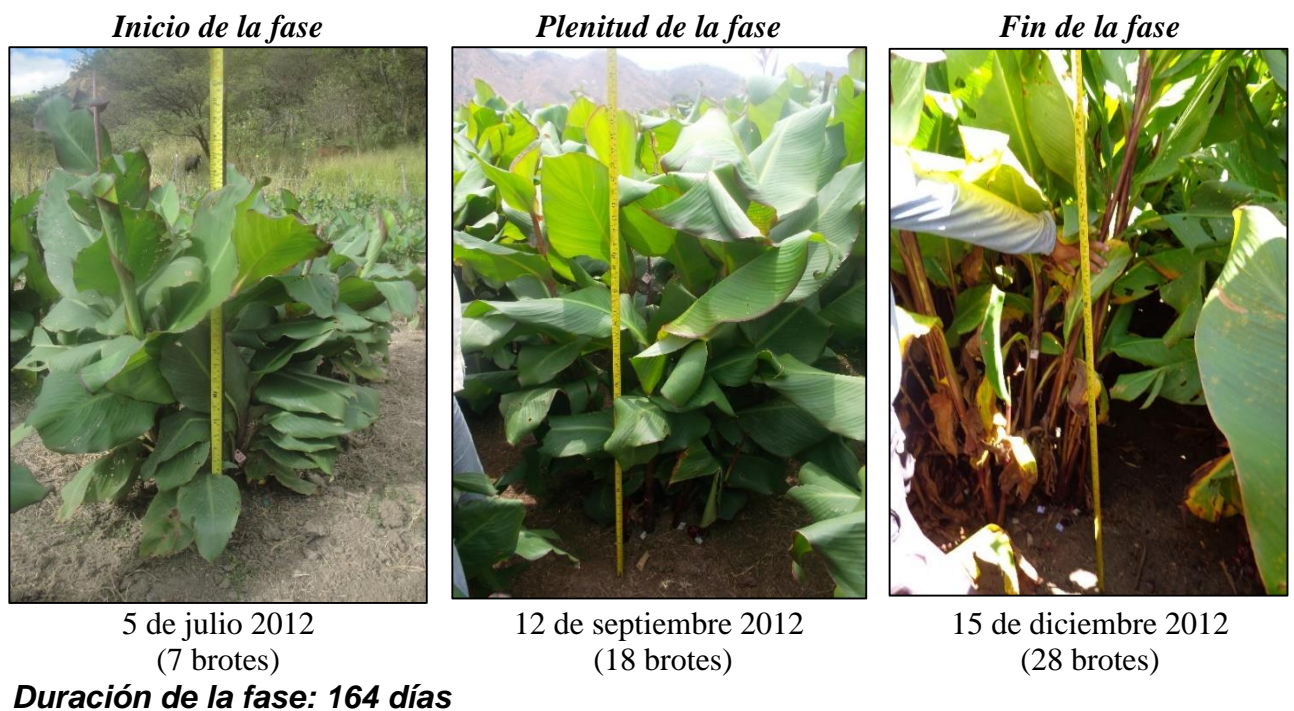 Inicio de la fase
Plenitud de la fase
Fin de la fase
5 de julio 2012
(7 brotes)
12 de septiembre 2012
(18 brotes)
15 de diciembre 2012
(28 brotes)
Duración de la fase: 164 días